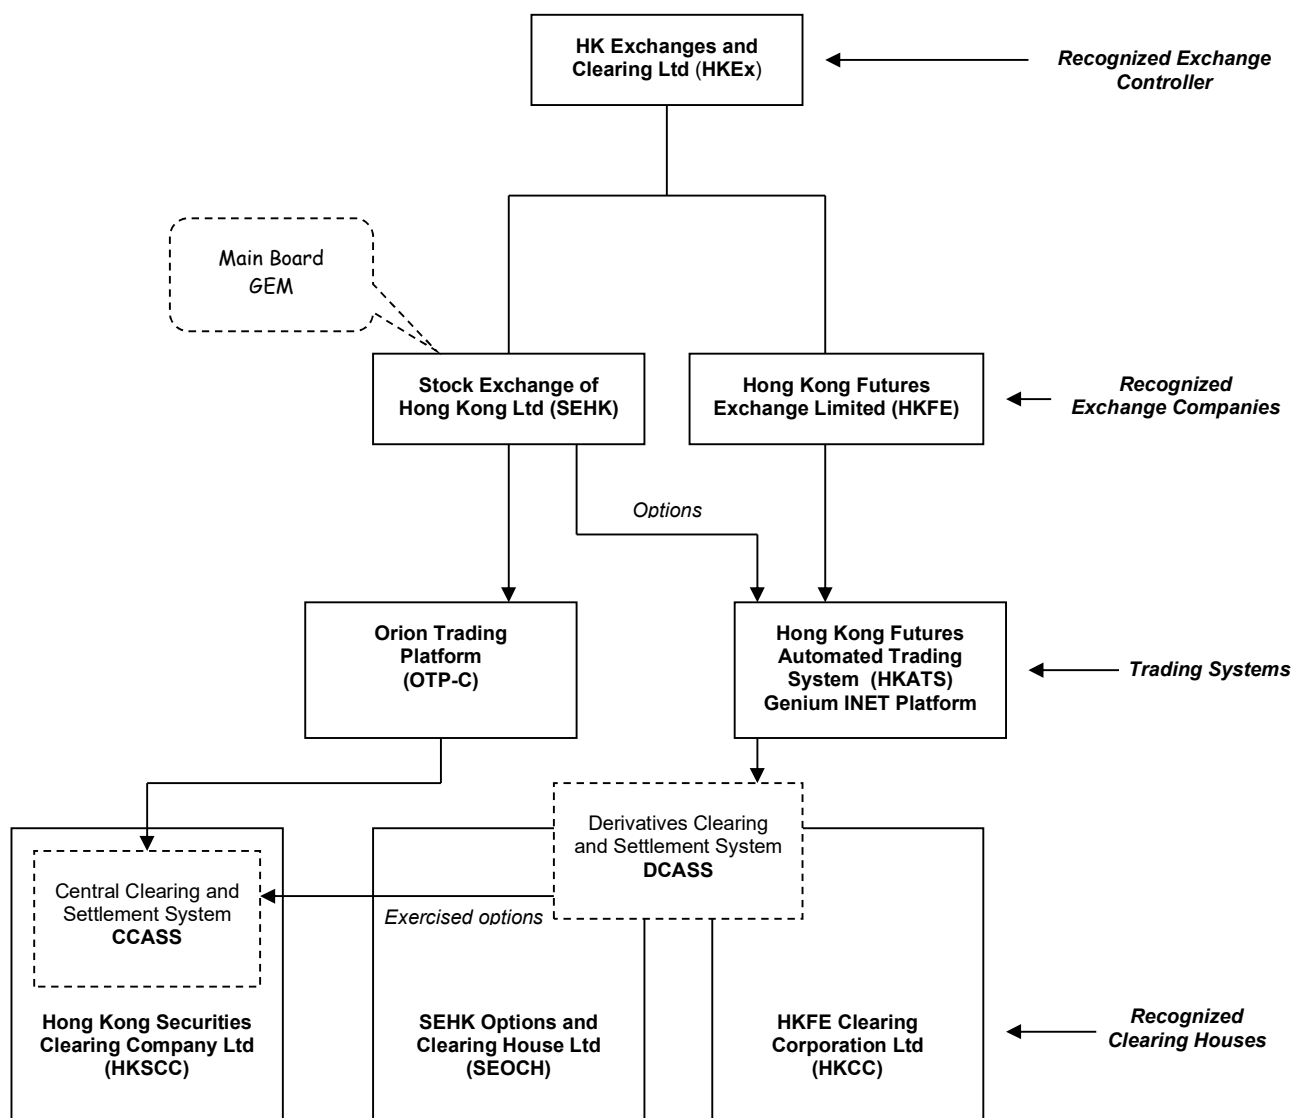 HK Exchanges and
Clearing Ltd (HKEx)
Recognized Exchange
Controller
Main Board
GEM
Stock Exchange of
Hong Kong Ltd (SEHK)
Hong Kong Futures
Exchange Limited (HKFE)
Recognized
Exchange Companies
Options
Orion Trading
Platform
(OTP-C)
Hong Kong Futures
Automated Trading
System (HKATS)
Genium INET Platform
Trading Systems
Derivatives Clearing
and Settlement System
DCASS
Central Clearing and
Settlement System
CCASS
Exercised options
Hong Kong Securities
Clearing Company Ltd
(HKSCC)
SEHK Options and
Clearing House Ltd
(SEOCH)
HKFE Clearing
Corporation Ltd
(HKCC)
Recognized
Clearing Houses